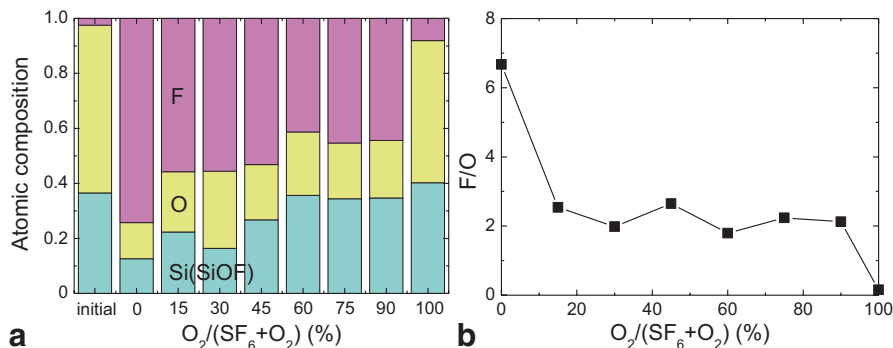 1.0
0.8
0.6
0.4
0.2
0
Atomic composition
F
O
Si(SiOF)
initial 0 15 30 45 60 75 90 100
O₂/(SF₆+O₂) (%)
a
8
6
4
2
0
F/O
0 20 40 60 80 100
O₂/(SF₆+O₂) (%)
b